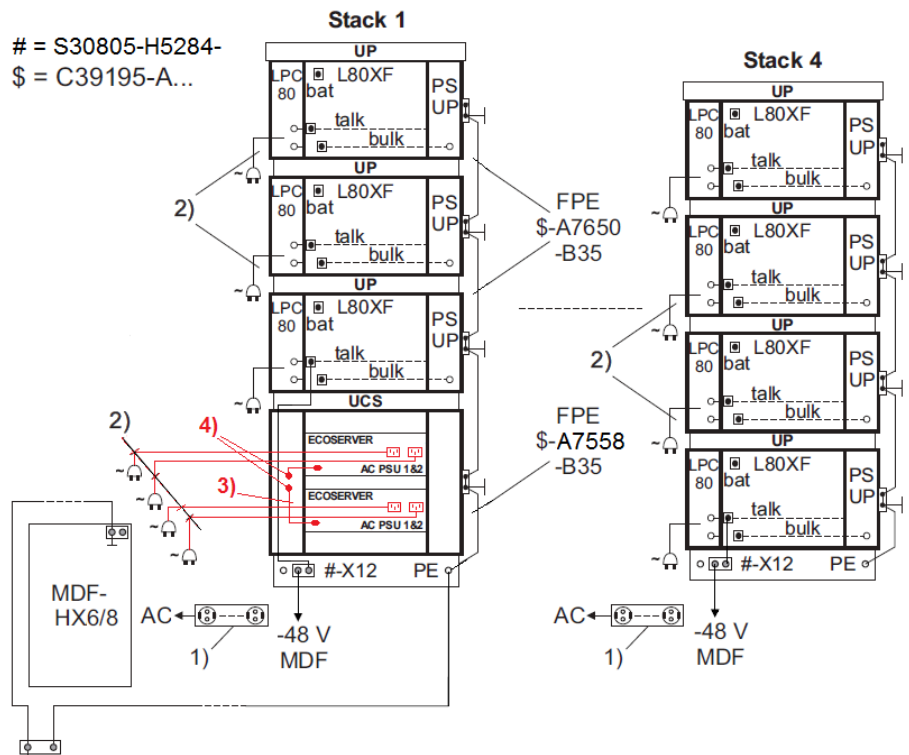 Stack 1
# = S30805-H5284-
$ = C39195-A...
UP
LPC
80
L80XF
bat
talk
bulk
PS
UP
~
UP
LPC
80
L80XF
bat
talk
bulk
PS
UP
~
2)
FPE
$-A7650
-B35
UP
LPC
80
L80XF
bat
talk
bulk
PS
UP
~
UCS
2)
4)
3)
ECOSERVER
AC PSU 1&2
ECOSERVER
AC PSU 1&2
~
~
~
~
FPE
$-A7558
-B35
#-X12
PE
MDF-
HX6/8
AC
1)
-48 V
MDF
Stack 4
UP
LPC
80
L80XF
bat
talk
bulk
PS
UP
~
UP
LPC
80
L80XF
bat
talk
bulk
PS
UP
~
2)
UP
LPC
80
L80XF
bat
talk
bulk
PS
UP
~
UP
LPC
80
L80XF
bat
talk
bulk
PS
UP
~
#-X12
PE
AC
1)
-48 V
MDF